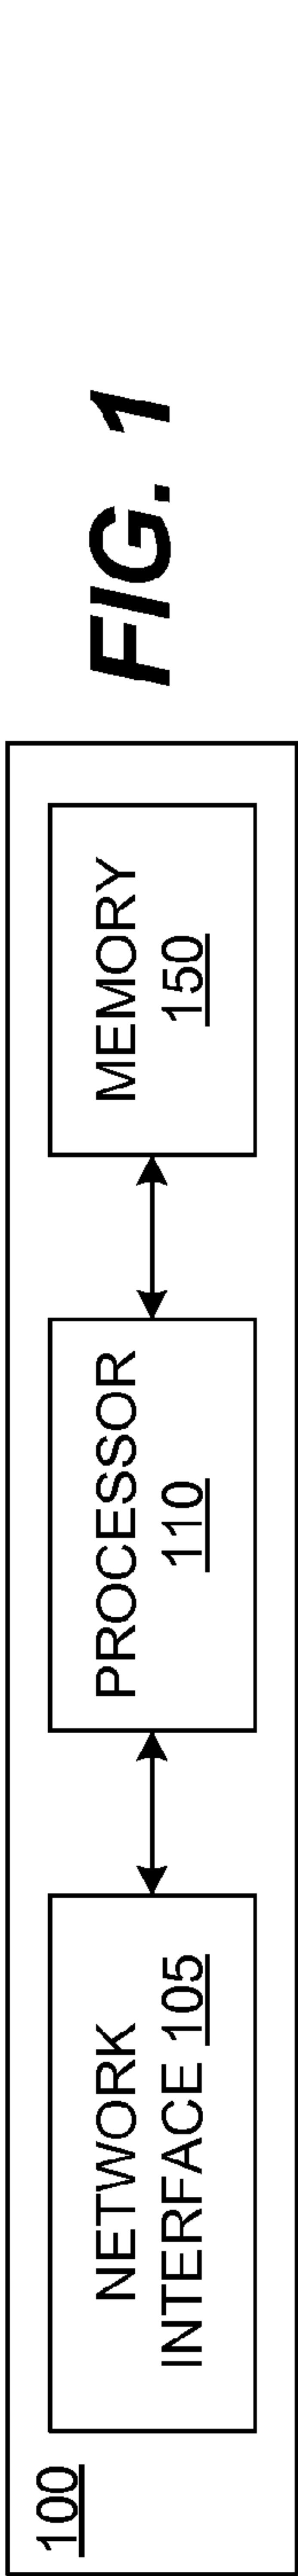 100
NETWORK
INTERFACE 105
PROCESSOR
110
MEMORY
150
FIG. 1